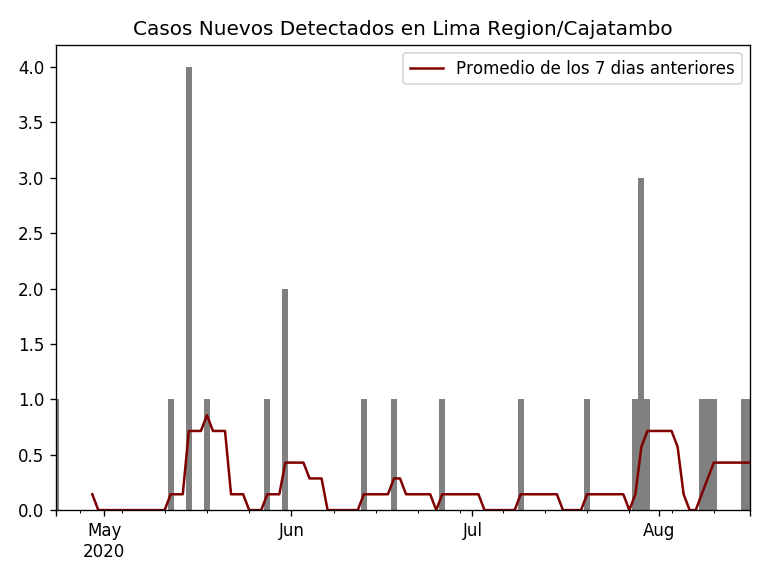 Casos Nuevos Detectados en Lima Region/Cajatambo
Promedio de los 7 dias anteriores
4.0
3.5
3.0
2.5
2.0
1.5
1.0
0.5
0.0
May
2020
Jun
Jul
Aug